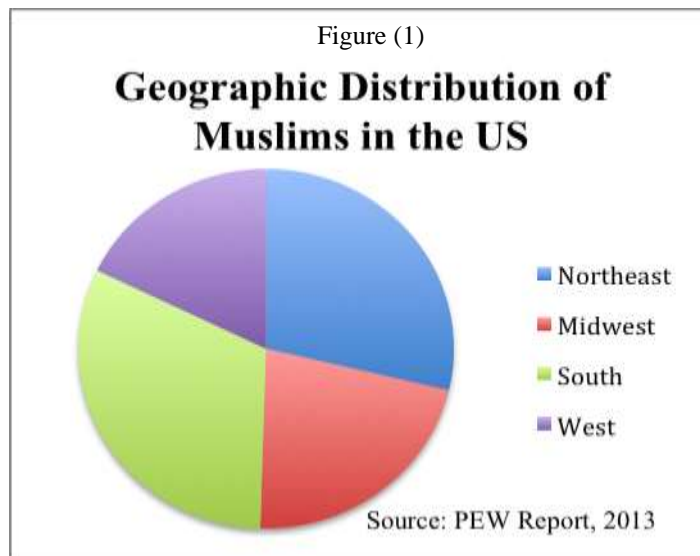 Figure (1)
Geographic Distribution of
Muslims in the US
Northeast
Midwest
South
West
Source: PEW Report, 2013